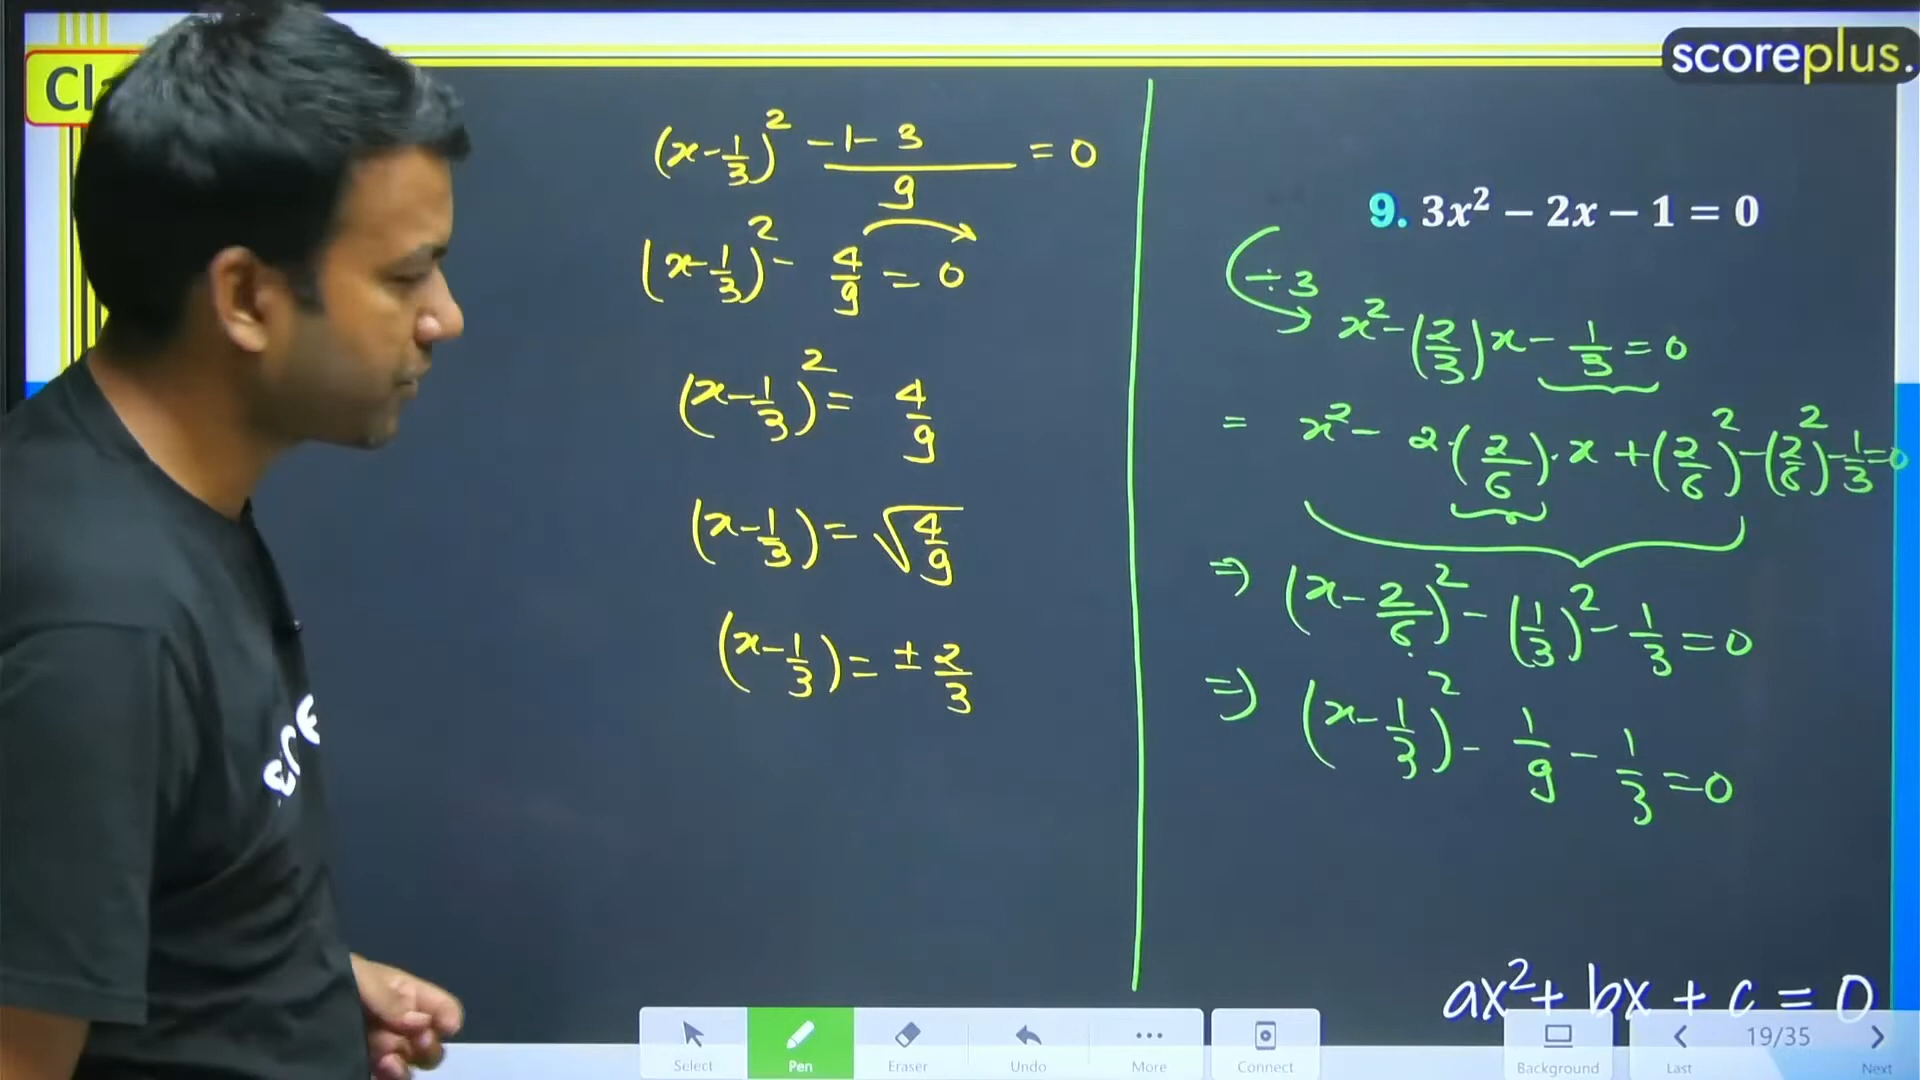 Cl
scoreplus.
(x-1/3)² -1-3/9 = 0
(x-1/3)² - 4/9 = 0
(x-1/3)² = 4/9
(x-1/3) = √4/9
(x-1/3) = ± 2/3
9. 3x² − 2x − 1 = 0
÷3
x² - (2/3)x - 1/3 = 0
= x² - 2·(2/6)·x + (2/6)² - (2/6)² - 1/3 = 0
⇒ (x - 2/6)² - (1/3)² - 1/3 = 0
⇒ (x - 1/3)² - 1/9 - 1/3 = 0
ax² + bx + c = 0
Select Pen Eraser Undo More Connect Background Last 19/35 Next